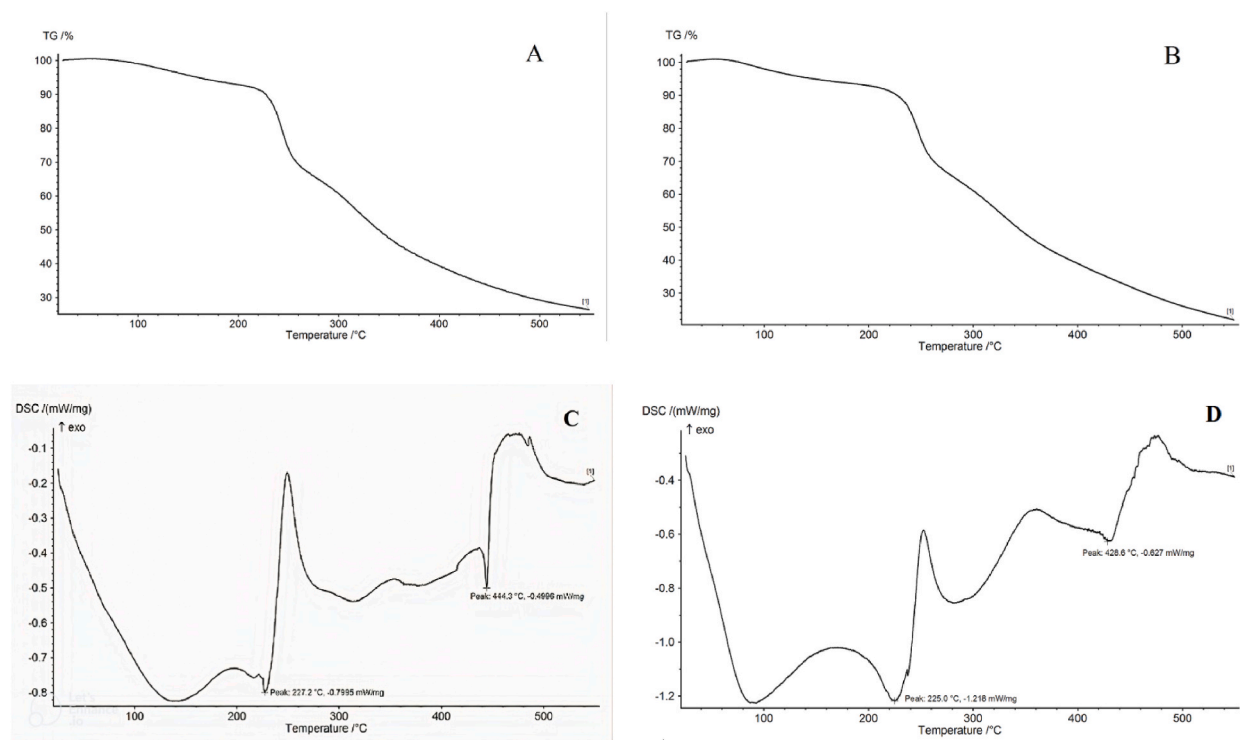 TG /%
A
100
90
80
70
60
50
40
30
[1]
100 200 300 400 500
Temperature /°C
TG /%
B
100
90
80
70
60
50
40
30
[1]
100 200 300 400 500
Temperature /°C
DSC /(mW/mg)
↑ exo
C
-0.1
-0.2
-0.3
-0.4
-0.5
-0.6
-0.7
-0.8
[1]
Peak: 444.3 °C, -0.4996 mW/mg
Peak: 227.2 °C, -0.7995 mW/mg
100 200 300 400 500
Temperature /°C
DSC /(mW/mg)
↑ exo
D
-0.4
-0.6
-0.8
-1.0
-1.2
[1]
Peak: 428.6 °C, -0.627 mW/mg
Peak: 225.0 °C, -1.218 mW/mg
100 200 300 400 500
Temperature /°C